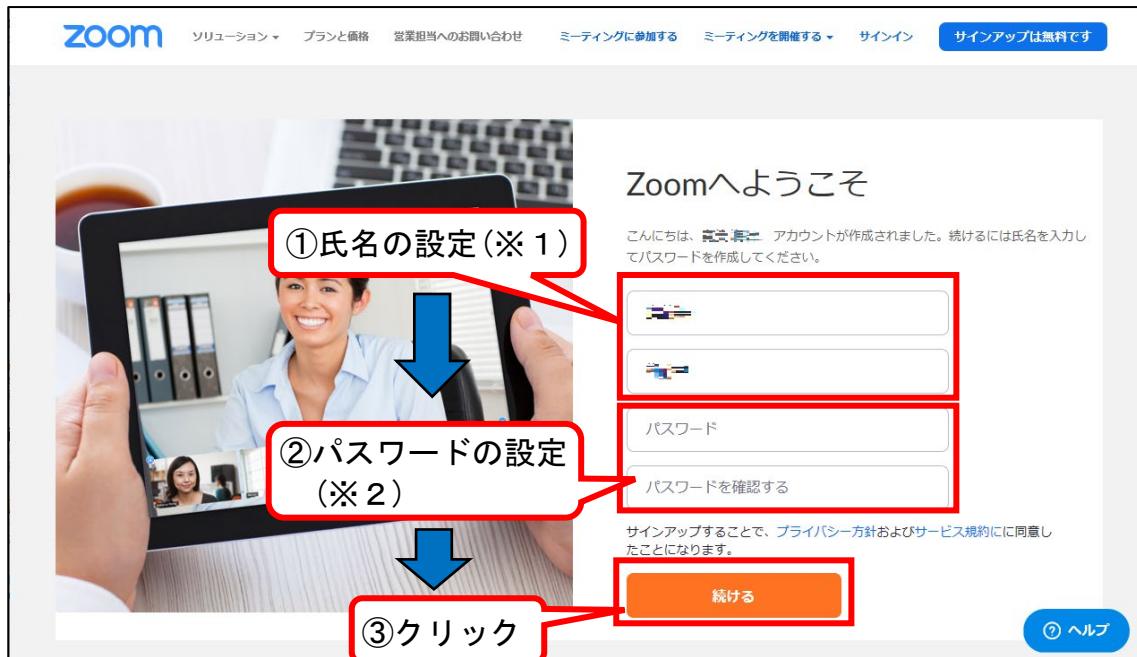 zoom ソリューション プランと価格 営業担当へのお問い合わせ ミーティングに参加する ミーティングを開催する サインイン サインアップは無料です
Zoomへようこそ
こんにちは、 アカウントが作成されました。続けるには氏名を入力し
てパスワードを作成してください。
①氏名の設定(※1)
パスワード
②パスワードの設定
(※2)
パスワードを確認する
サインアップすることで、プライバシー方針およびサービス規約にに同意し
たことになります。
続ける
③クリック
ヘルプ